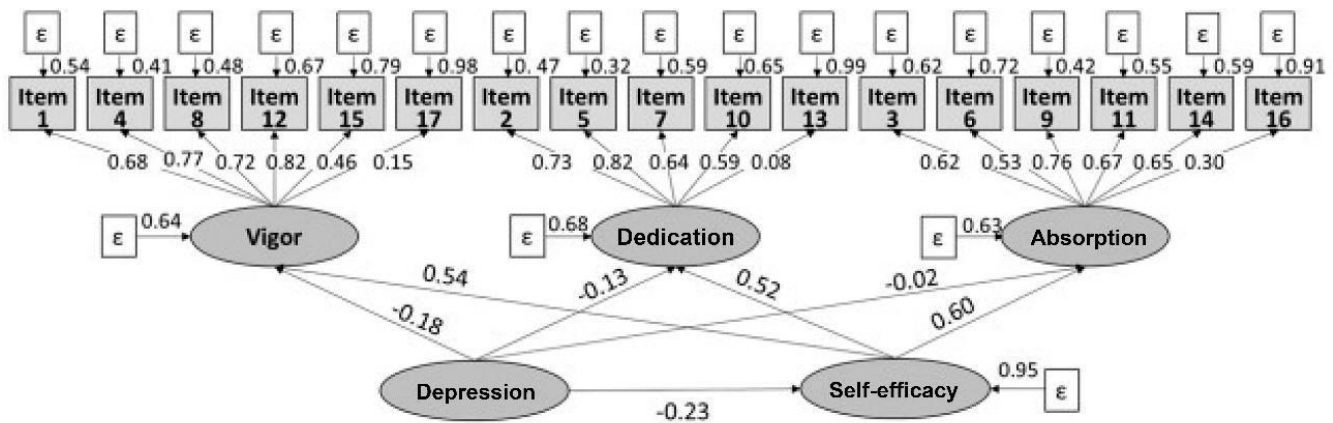 ε ε ε ε ε ε ε ε ε ε ε ε ε ε ε ε ε
0.54 0.41 0.48 0.67 0.79 0.98 0. 47 0.32 0.59 0.65 0.99 0.62 0.72 0.42 0.55 0.59 0.91
Item Item Item Item Item Item Item Item Item Item Item Item Item Item Item Item Item
1 4 8 12 15 17 2 5 7 10 13 3 6 9 11 14 16
0.68 0.77 0.72 0.82 0.46 0.15 0.73 0.82 0.64 0.59 0.08 0.62 0.53 0.76 0.67 0.65 0.30
ε 0.64 Vigor ε 0.68 Dedication ε 0.63 Absorption
0.54 -0.13 0.52 -0.02
-0.18 0.60
Depression Self-efficacy 0.95 ε
-0.23